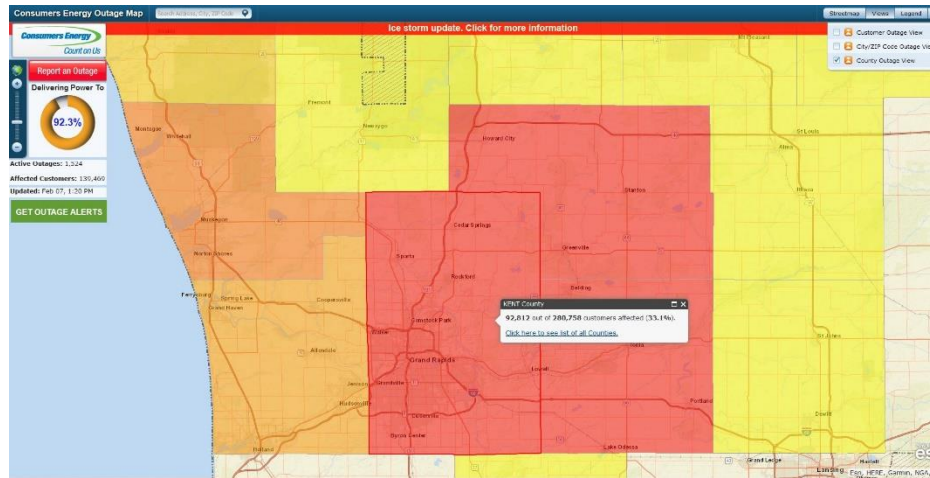 Consumers Energy Outage Map
Search Address, City, ZIP Code
Streetmap Views Legend
Ice storm update. Click for more information
Consumers Energy
Count on Us
Customer Outage View
City/ZIP Code Outage Vie
County Outage View
Report an Outage
Delivering Power To
92.3%
Active Outages: 1,524
Affected Customers: 139,469
Updated: Feb 07, 1:20 PM
GET OUTAGE ALERTS
Fremont
Newaygo
Howard City
Montague
Whitehall
St Louis
Alma
Stanton
Ithaca
Muskegon
Cedar Springs
Sparta
Greenville
Norton Shores
Rockford
Belding
Ferrysburg
Spring Lake
Coopersville
Grand Haven
KENT County
92,812 out of 280,758 customers affected (33.1%).
Click here to see list of all Counties.
Comstock Park
Walker
Ionia
St Johns
Allendale
Grand Rapids
Lowell
Jenison
Grandville
Hudsonville
Portland
Cutlerville
Dewitt
Byron Center
Holland
Lake Odessa
Grand Ledge
Haslett
Lansing
Esri, HERE, Garmin, NGA,